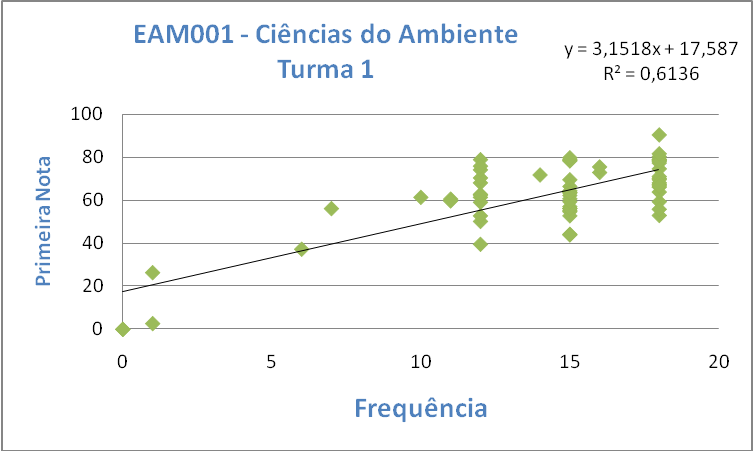 EAM001 - Ciências do Ambiente
Turma 1
y = 3,1518x + 17,587
R² = 0,6136
Primeira Nota
100
80
60
40
20
0
0 5 10 15 20
Frequência